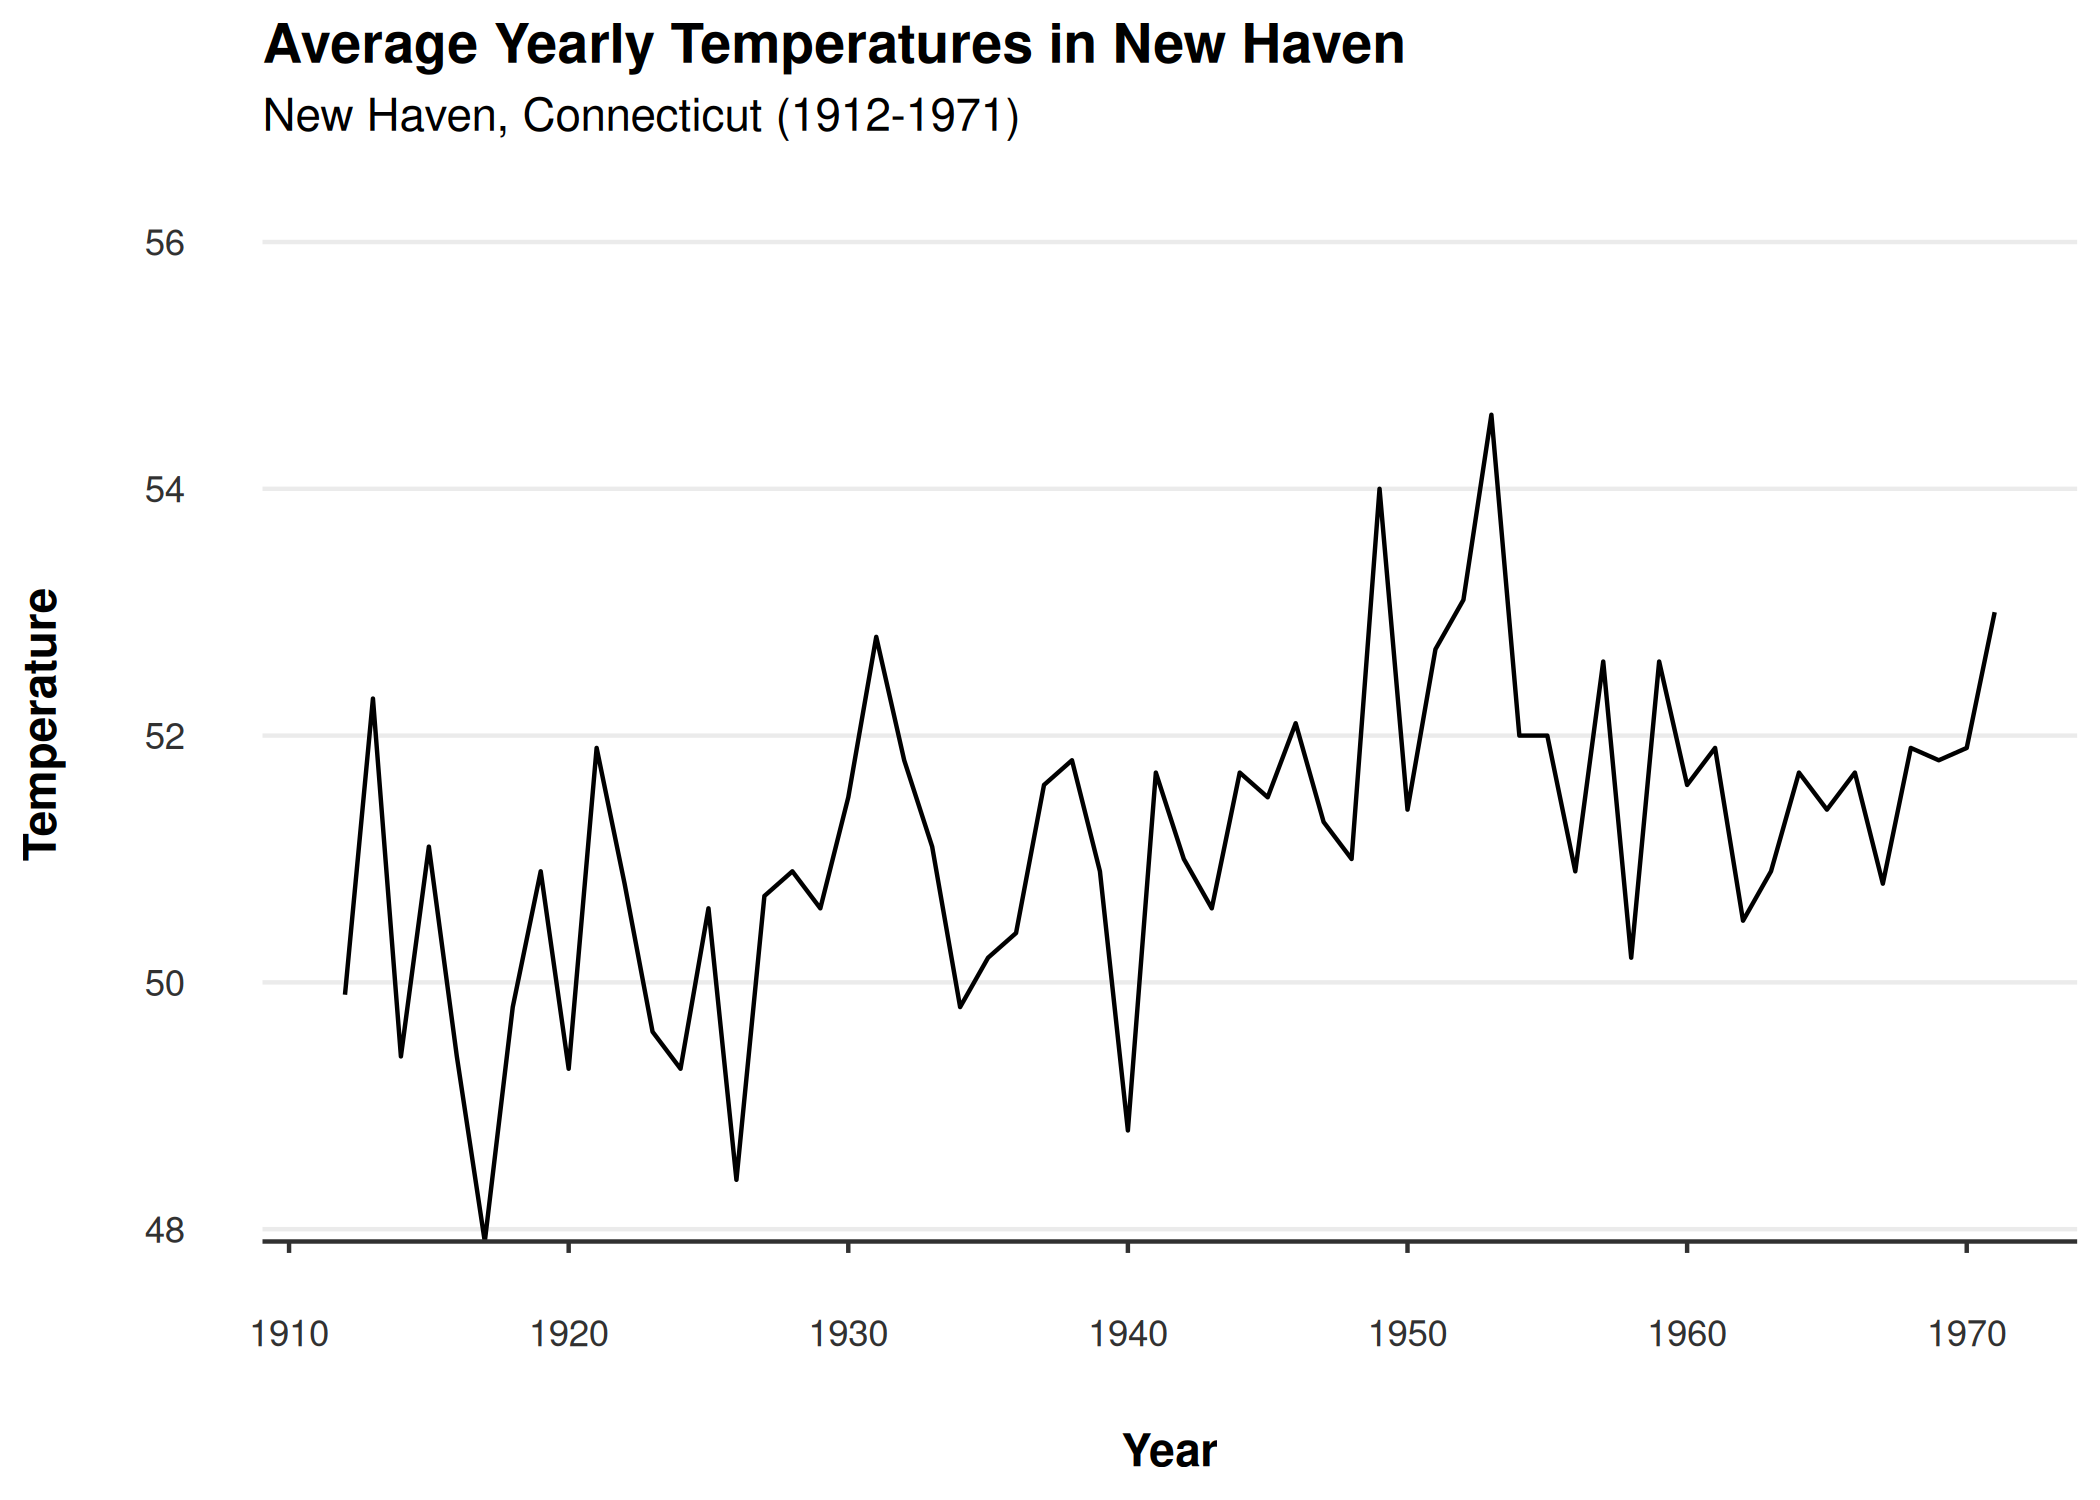 Average Yearly Temperatures in New Haven
New Haven, Connecticut (1912-1971)
56
54
52
50
48
Temperature
1910 1920 1930 1940 1950 1960 1970
Year